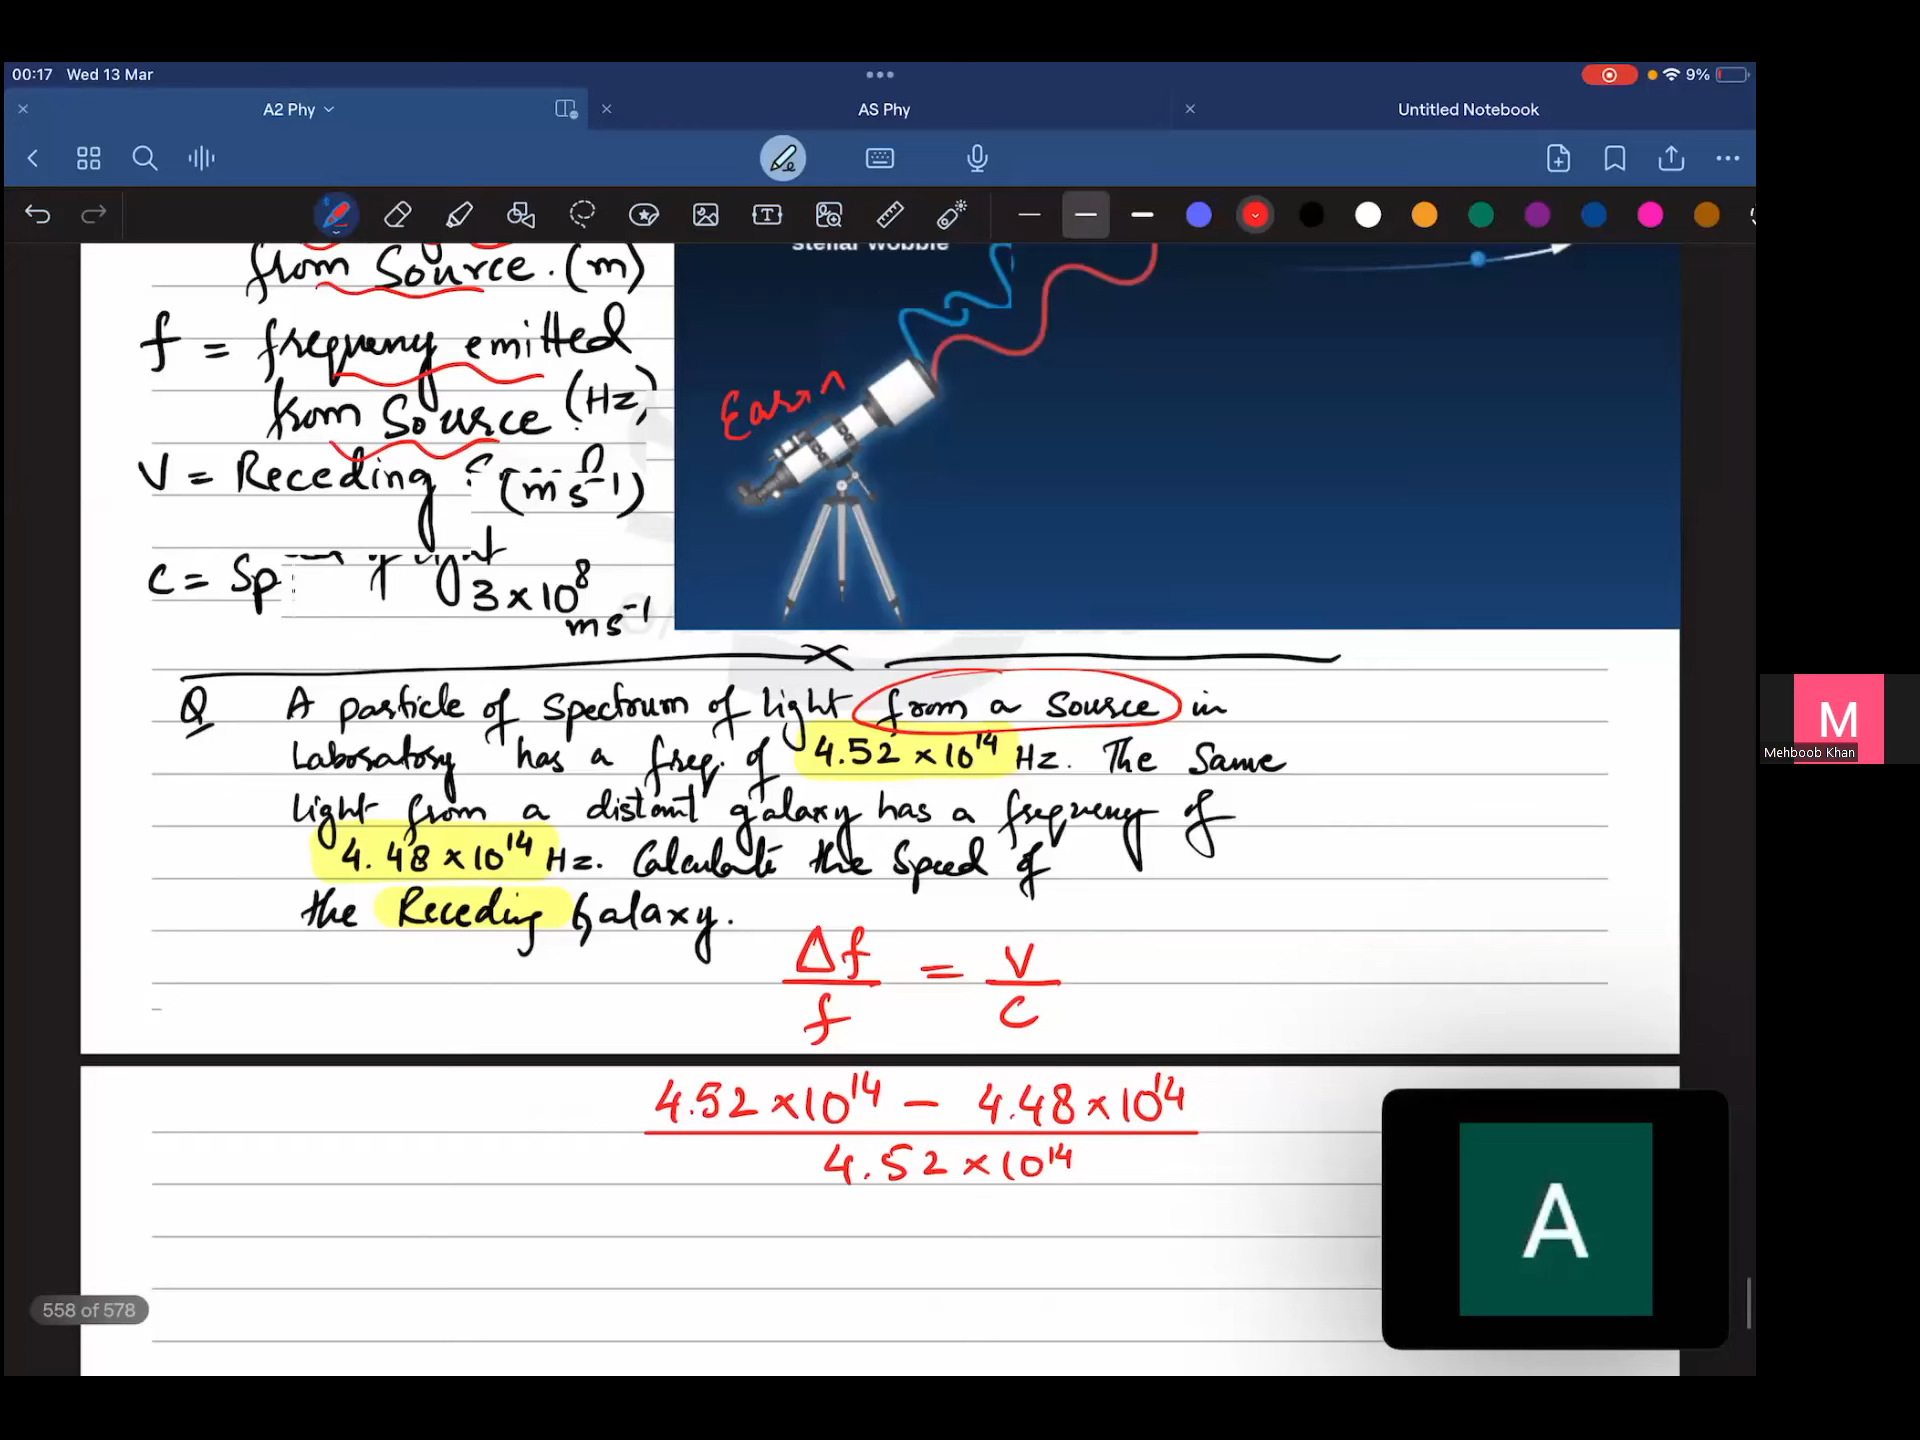 00:17 Wed 13 Mar
9%
A2 Phy
AS Phy
Untitled Notebook
stellar wobble
from Source. (m)
f = frequency emitted
from Source (Hz)
Earth
V = Receding (ms⁻¹)
C = Sp 3 × 10⁸
ms⁻¹
Q A particle of spectrum of light from a source in
Laboratory has a freq. of 4.52 × 10¹⁴ Hz. The same
light from a distant galaxy has a frequency of
4.48 × 10¹⁴ Hz. Calculate the Speed of
the Receding Galaxy.
Δf/f = V/C
4.52 × 10¹⁴ − 4.48 × 10¹⁴
4.52 × 10¹⁴
558 of 578
A
M
Mehboob Khan